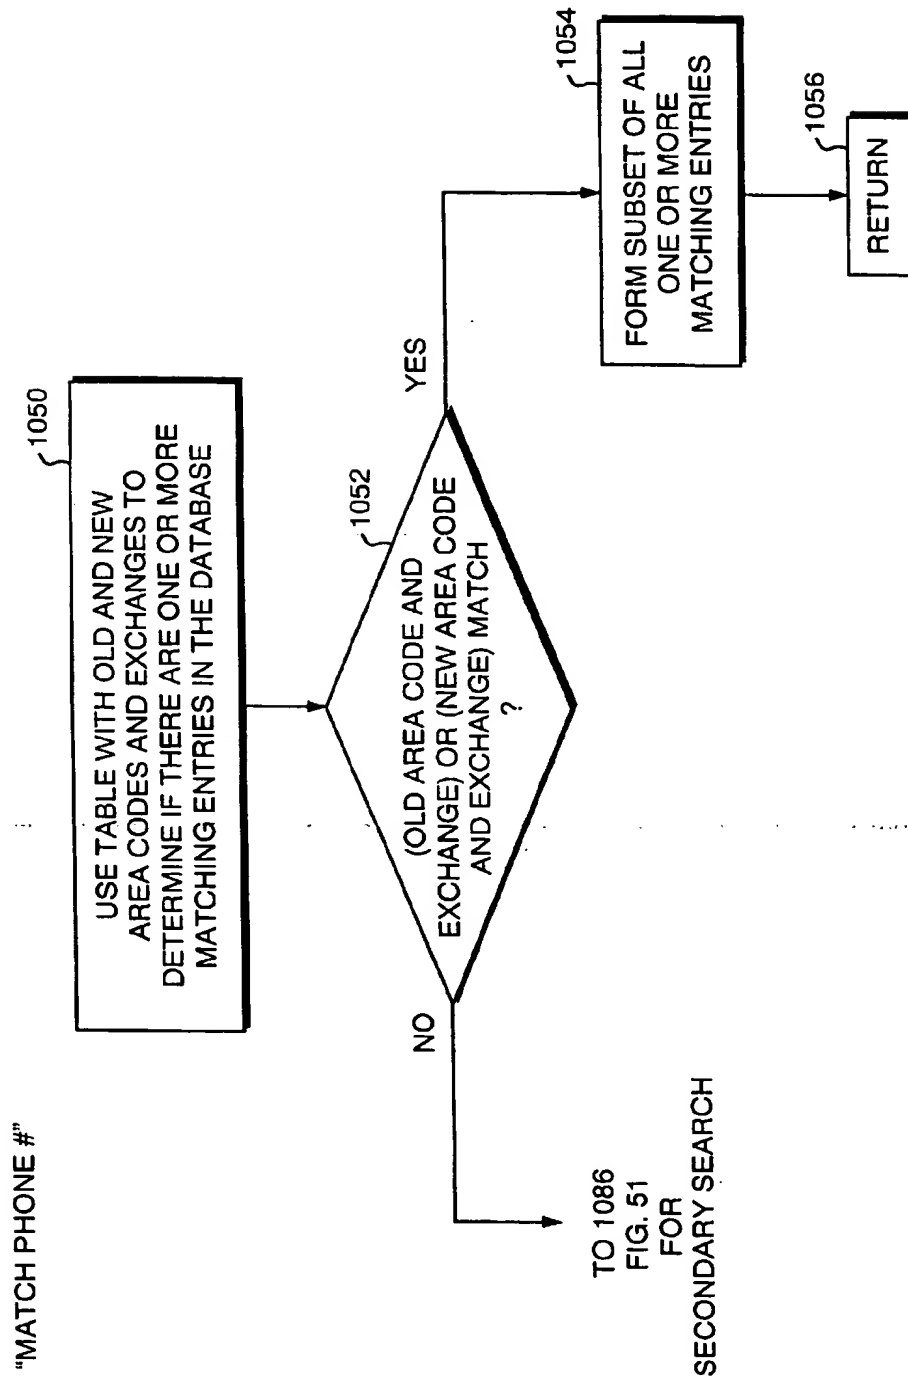 "MATCH PHONE #"
1050
USE TABLE WITH OLD AND NEW
AREA CODES AND EXCHANGES TO
DETERMINE IF THERE ARE ONE OR MORE
MATCHING ENTRIES IN THE DATABASE
1052
(OLD AREA CODE AND
EXCHANGE) OR (NEW AREA CODE
AND EXCHANGE) MATCH
?
NO
YES
TO 1086
FIG. 51
FOR
SECONDARY SEARCH
1054
FORM SUBSET OF ALL
ONE OR MORE
MATCHING ENTRIES
1056
RETURN